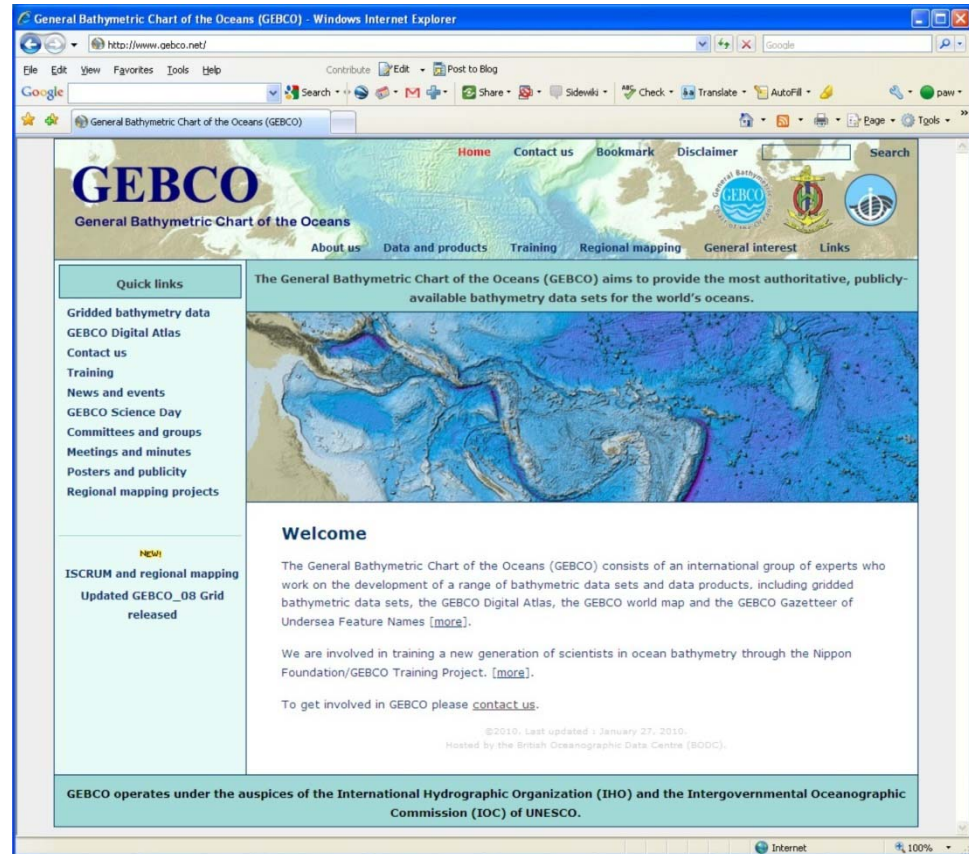 General Bathymetric Chart of the Oceans (GEBCO) - Windows Internet Explorer
http://www.gebco.net/
Google
File Edit View Favorites Tools Help
Contribute Edit Post to Blog
Google Search Share Sidewiki Check Translate AutoFill paw
General Bathymetric Chart of the Oceans (GEBCO) Page Tools
Home Contact us Bookmark Disclaimer Search
GEBCO
General Bathymetric Chart of the Oceans
GEBCO
About us Data and products Training Regional mapping General interest Links
Quick links
Gridded bathymetry data
GEBCO Digital Atlas
Contact us
Training
News and events
GEBCO Science Day
Committees and groups
Meetings and minutes
Posters and publicity
Regional mapping projects
NEW!
ISCRUM and regional mapping
Updated GEBCO_08 Grid
released
The General Bathymetric Chart of the Oceans (GEBCO) aims to provide the most authoritative, publicly-
available bathymetry data sets for the world's oceans.
Welcome
The General Bathymetric Chart of the Oceans (GEBCO) consists of an international group of experts who
work on the development of a range of bathymetric data sets and data products, including gridded
bathymetric data sets, the GEBCO Digital Atlas, the GEBCO world map and the GEBCO Gazetteer of
Undersea Feature Names [more].
We are involved in training a new generation of scientists in ocean bathymetry through the Nippon
Foundation/GEBCO Training Project. [more].
To get involved in GEBCO please contact us.
©2010. Last updated : January 27, 2010.
Hosted by the British Oceanographic Data Centre (BODC).
GEBCO operates under the auspices of the International Hydrographic Organization (IHO) and the Intergovernmental Oceanographic
Commission (IOC) of UNESCO.
Internet 100%